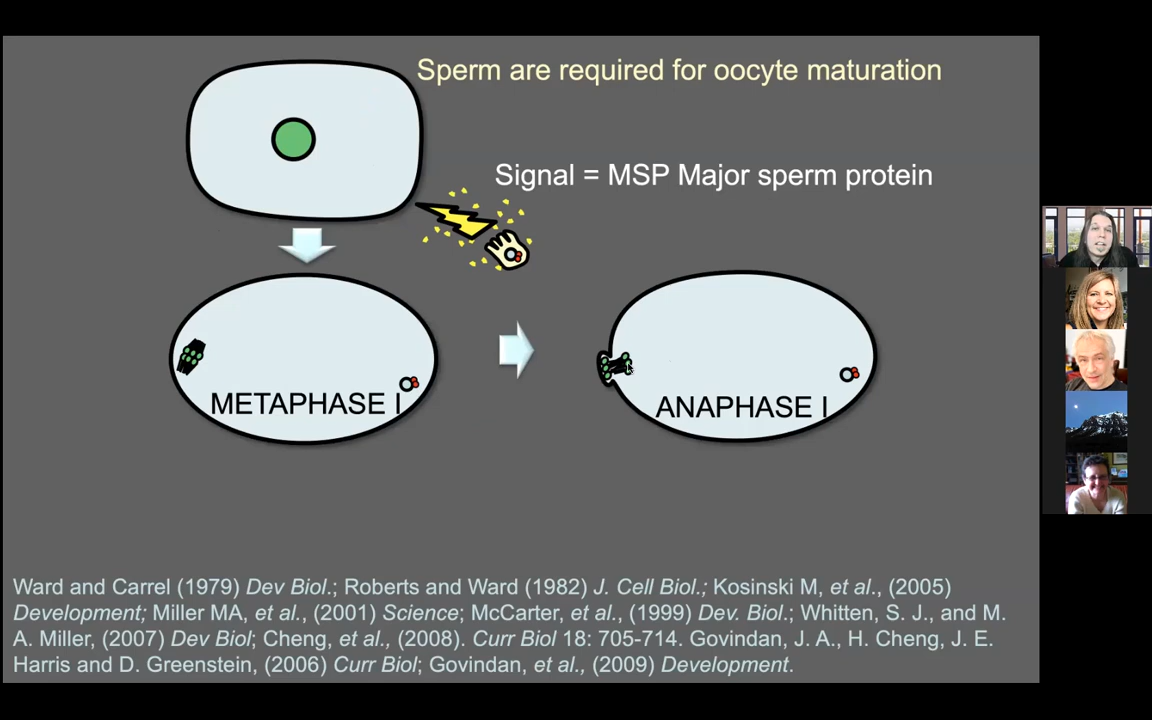 Sperm are required for oocyte maturation
Signal = MSP Major sperm protein
METAPHASE I
ANAPHASE I
Ward and Carrel (1979) Dev Biol.; Roberts and Ward (1982) J. Cell Biol.; Kosinski M, et al., (2005)
Development; Miller MA, et al., (2001) Science; McCarter, et al., (1999) Dev. Biol.; Whitten, S. J., and M.
A. Miller, (2007) Dev Biol; Cheng, et al., (2008). Curr Biol 18: 705-714. Govindan, J. A., H. Cheng, J. E.
Harris and D. Greenstein, (2006) Curr Biol; Govindan, et al., (2009) Development.